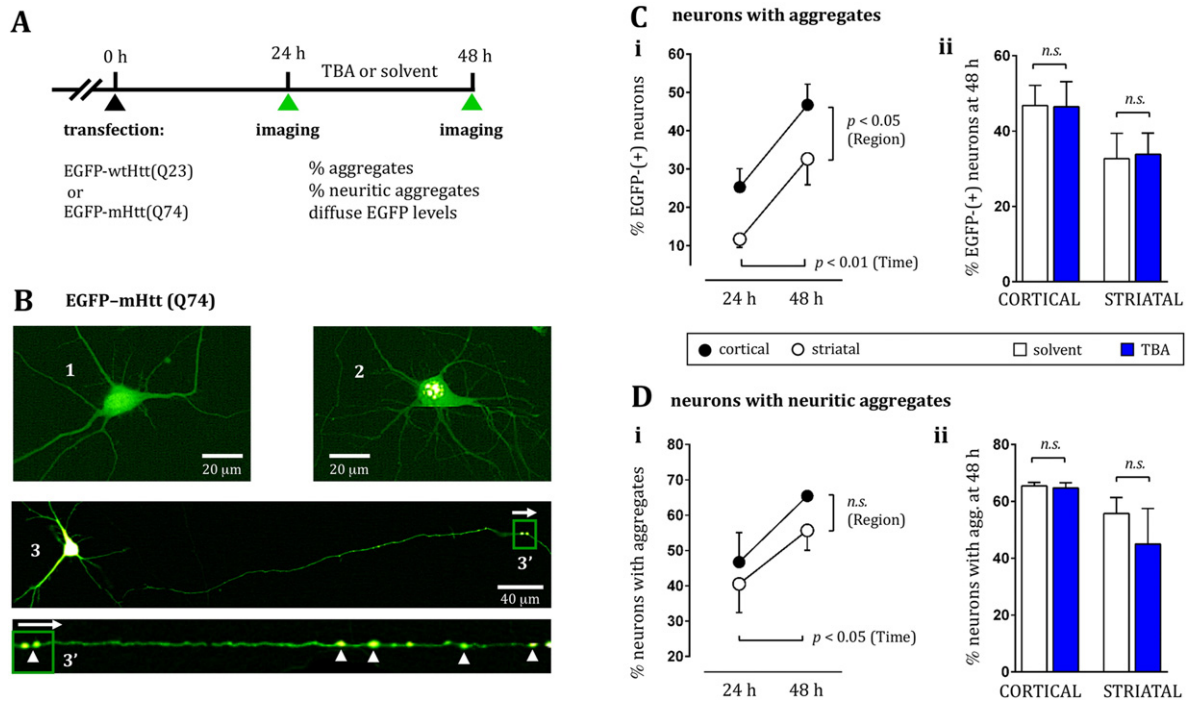 A
0 h
24 h
48 h
TBA or solvent
transfection:
imaging
imaging
EGFP-wtHtt(Q23)
or
EGFP-mHtt(Q74)
% aggregates
% neuritic aggregates
diffuse EGFP levels
B EGFP–mHtt (Q74)
1
20 µm
2
20 µm
3
3'
40 µm
3'
C neurons with aggregates
i
% EGFP-(+) neurons
60
50
40
30
20
10
p < 0.05
(Region)
p < 0.01 (Time)
24 h 48 h
ii
% EGFP-(+) neurons at 48 h
60
40
20
0
n.s.
n.s.
CORTICAL STRIATAL
cortical striatal solvent TBA
D neurons with neuritic aggregates
i
% neurons with aggregates
80
70
60
50
40
30
20
n.s.
(Region)
p < 0.05 (Time)
24 h 48 h
ii
% neurons with agg. at 48 h
80
60
40
20
0
n.s.
n.s.
CORTICAL STRIATAL